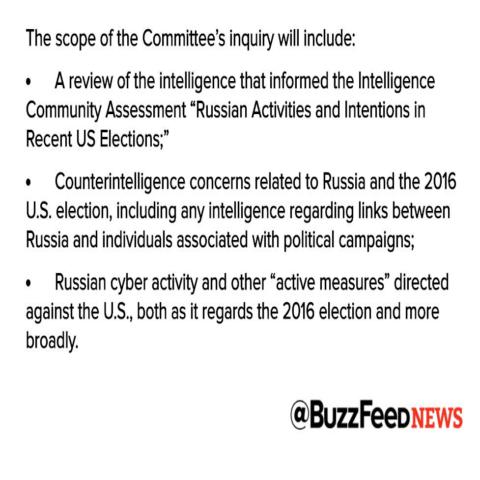 The scope of the Committee's inquiry will include:
• A review of the intelligence that informed the Intelligence
Community Assessment “Russian Activities and Intentions in
Recent US Elections;”
• Counterintelligence concerns related to Russia and the 2016
U.S. election, including any intelligence regarding links between
Russia and individuals associated with political campaigns;
• Russian cyber activity and other “active measures” directed
against the U.S., both as it regards the 2016 election and more
broadly.
@BuzzFeedNEWS